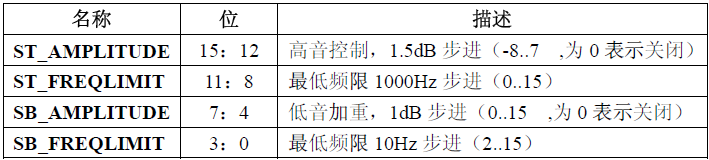 名称 位 描述
ST_AMPLITUDE 15：12 高音控制，1.5dB 步进（-8..7 ,为 0 表示关闭）
ST_FREQLIMIT 11：8 最低频限 1000Hz 步进（0..15）
SB_AMPLITUDE 7：4 低音加重，1dB 步进（0..15 ,为 0 表示关闭）
SB_FREQLIMIT 3：0 最低频限 10Hz 步进（2..15）